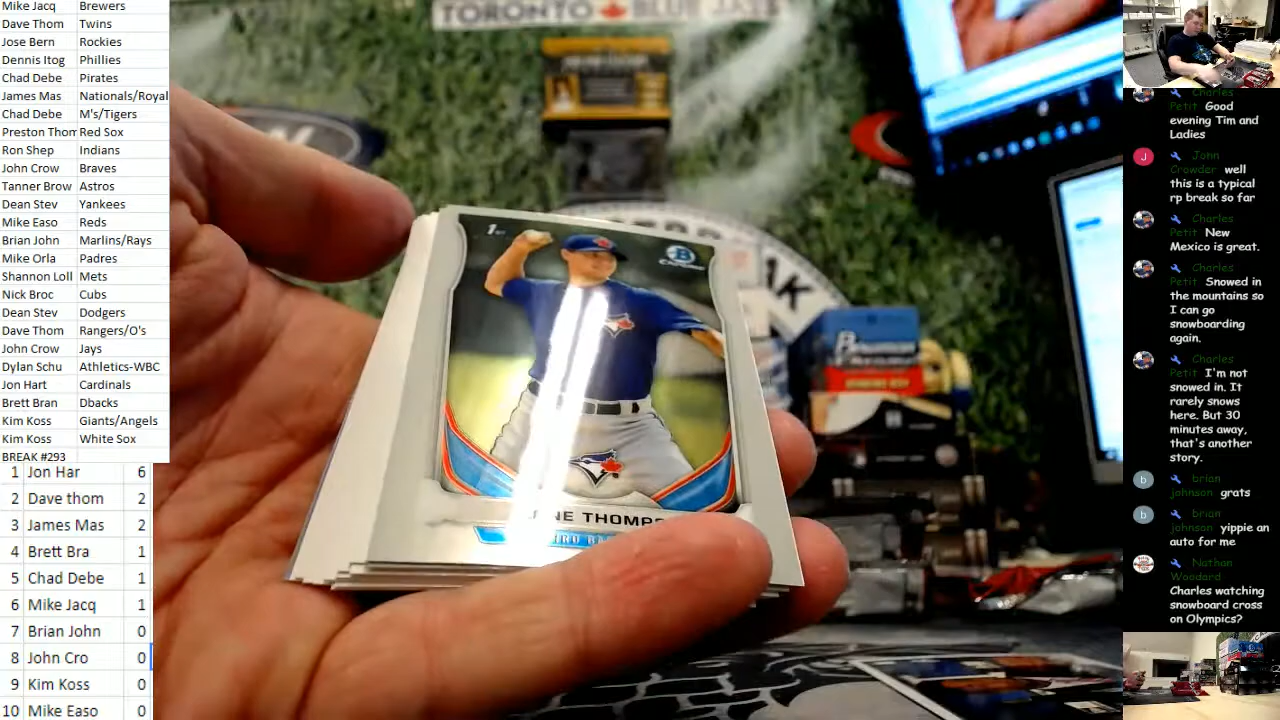 Mike Jacq Brewers
Dave Thom Twins
Jose Bern Rockies
Dennis Itog Phillies
Chad Debe Pirates
James Mas Nationals/Royal
Chad Debe M's/Tigers
Preston Thom Red Sox
Ron Shep Indians
John Crow Braves
Tanner Brow Astros
Dean Stev Yankees
Mike Easo Reds
Brian John Marlins/Rays
Mike Orla Padres
Shannon Loll Mets
Nick Broc Cubs
Dean Stev Dodgers
Dave Thom Rangers/O's
John Crow Jays
Dylan Schu Athletics-WBC
Jon Hart Cardinals
Brett Bran Dbacks
Kim Koss Giants/Angels
Kim Koss White Sox
BREAK #293
1 Jon Har 6
2 Dave thom 2
3 James Mas 2
4 Brett Bra 1
5 Chad Debe 1
6 Mike Jacq 1
7 Brian John 0
8 John Cro 0
9 Kim Koss 0
10 Mike Easo 0
TORONTO BLUE JAYS
1st
B
CHROME
NE THOMP
Charles
Petit Good
evening Tim and
Ladies
J John
Crowder well
this is a typical
rp break so far
Charles
Petit New
Mexico is great.
Charles
Petit Snowed in
the mountains so
I can go
snowboarding
again.
Charles
Petit I'm not
snowed in. It
rarely snows
here. But 30
minutes away,
that's another
story.
b brian
johnson grats
b brian
johnson yippie an
auto for me
Nathan
Woodard
Charles watching
snowboard cross
on Olympics?